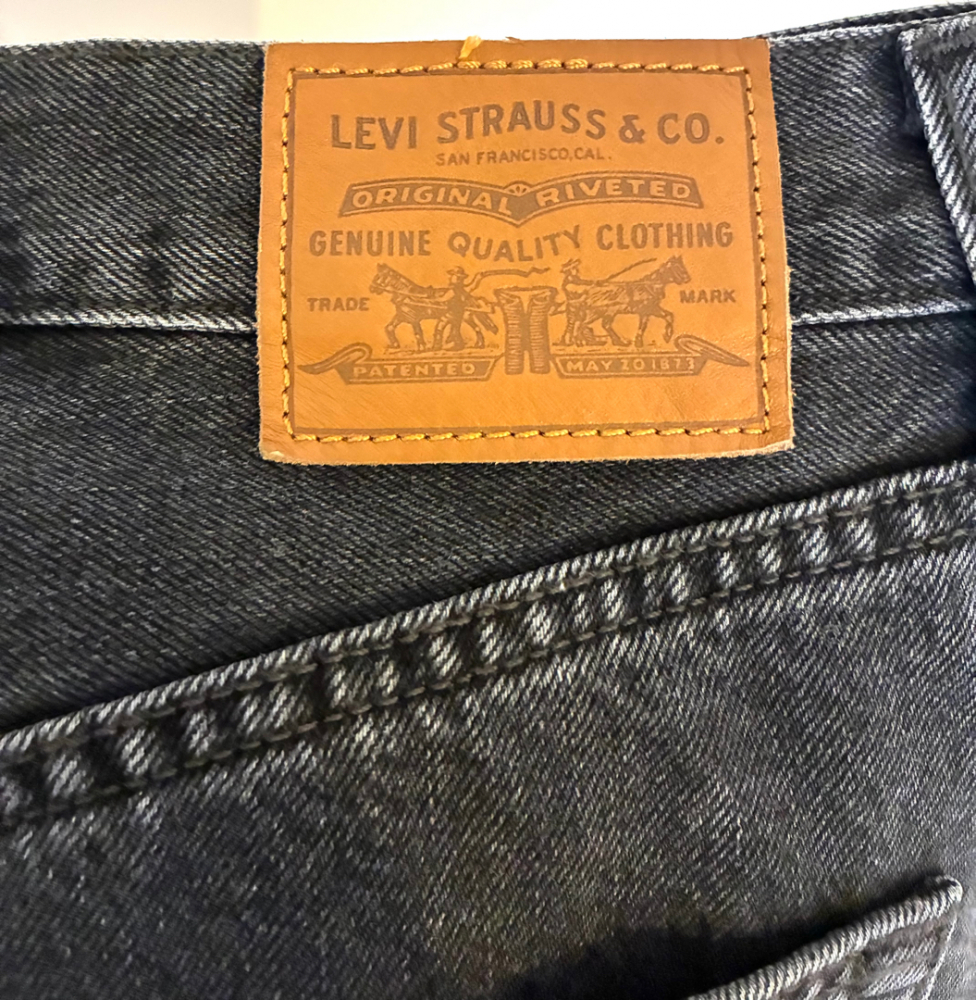 LEVI STRAUSS & CO.
SAN FRANCISCO, CAL.
ORIGINAL RIVETED
GENUINE QUALITY CLOTHING
TRADE MARK
PATENTED MAY 20 1873